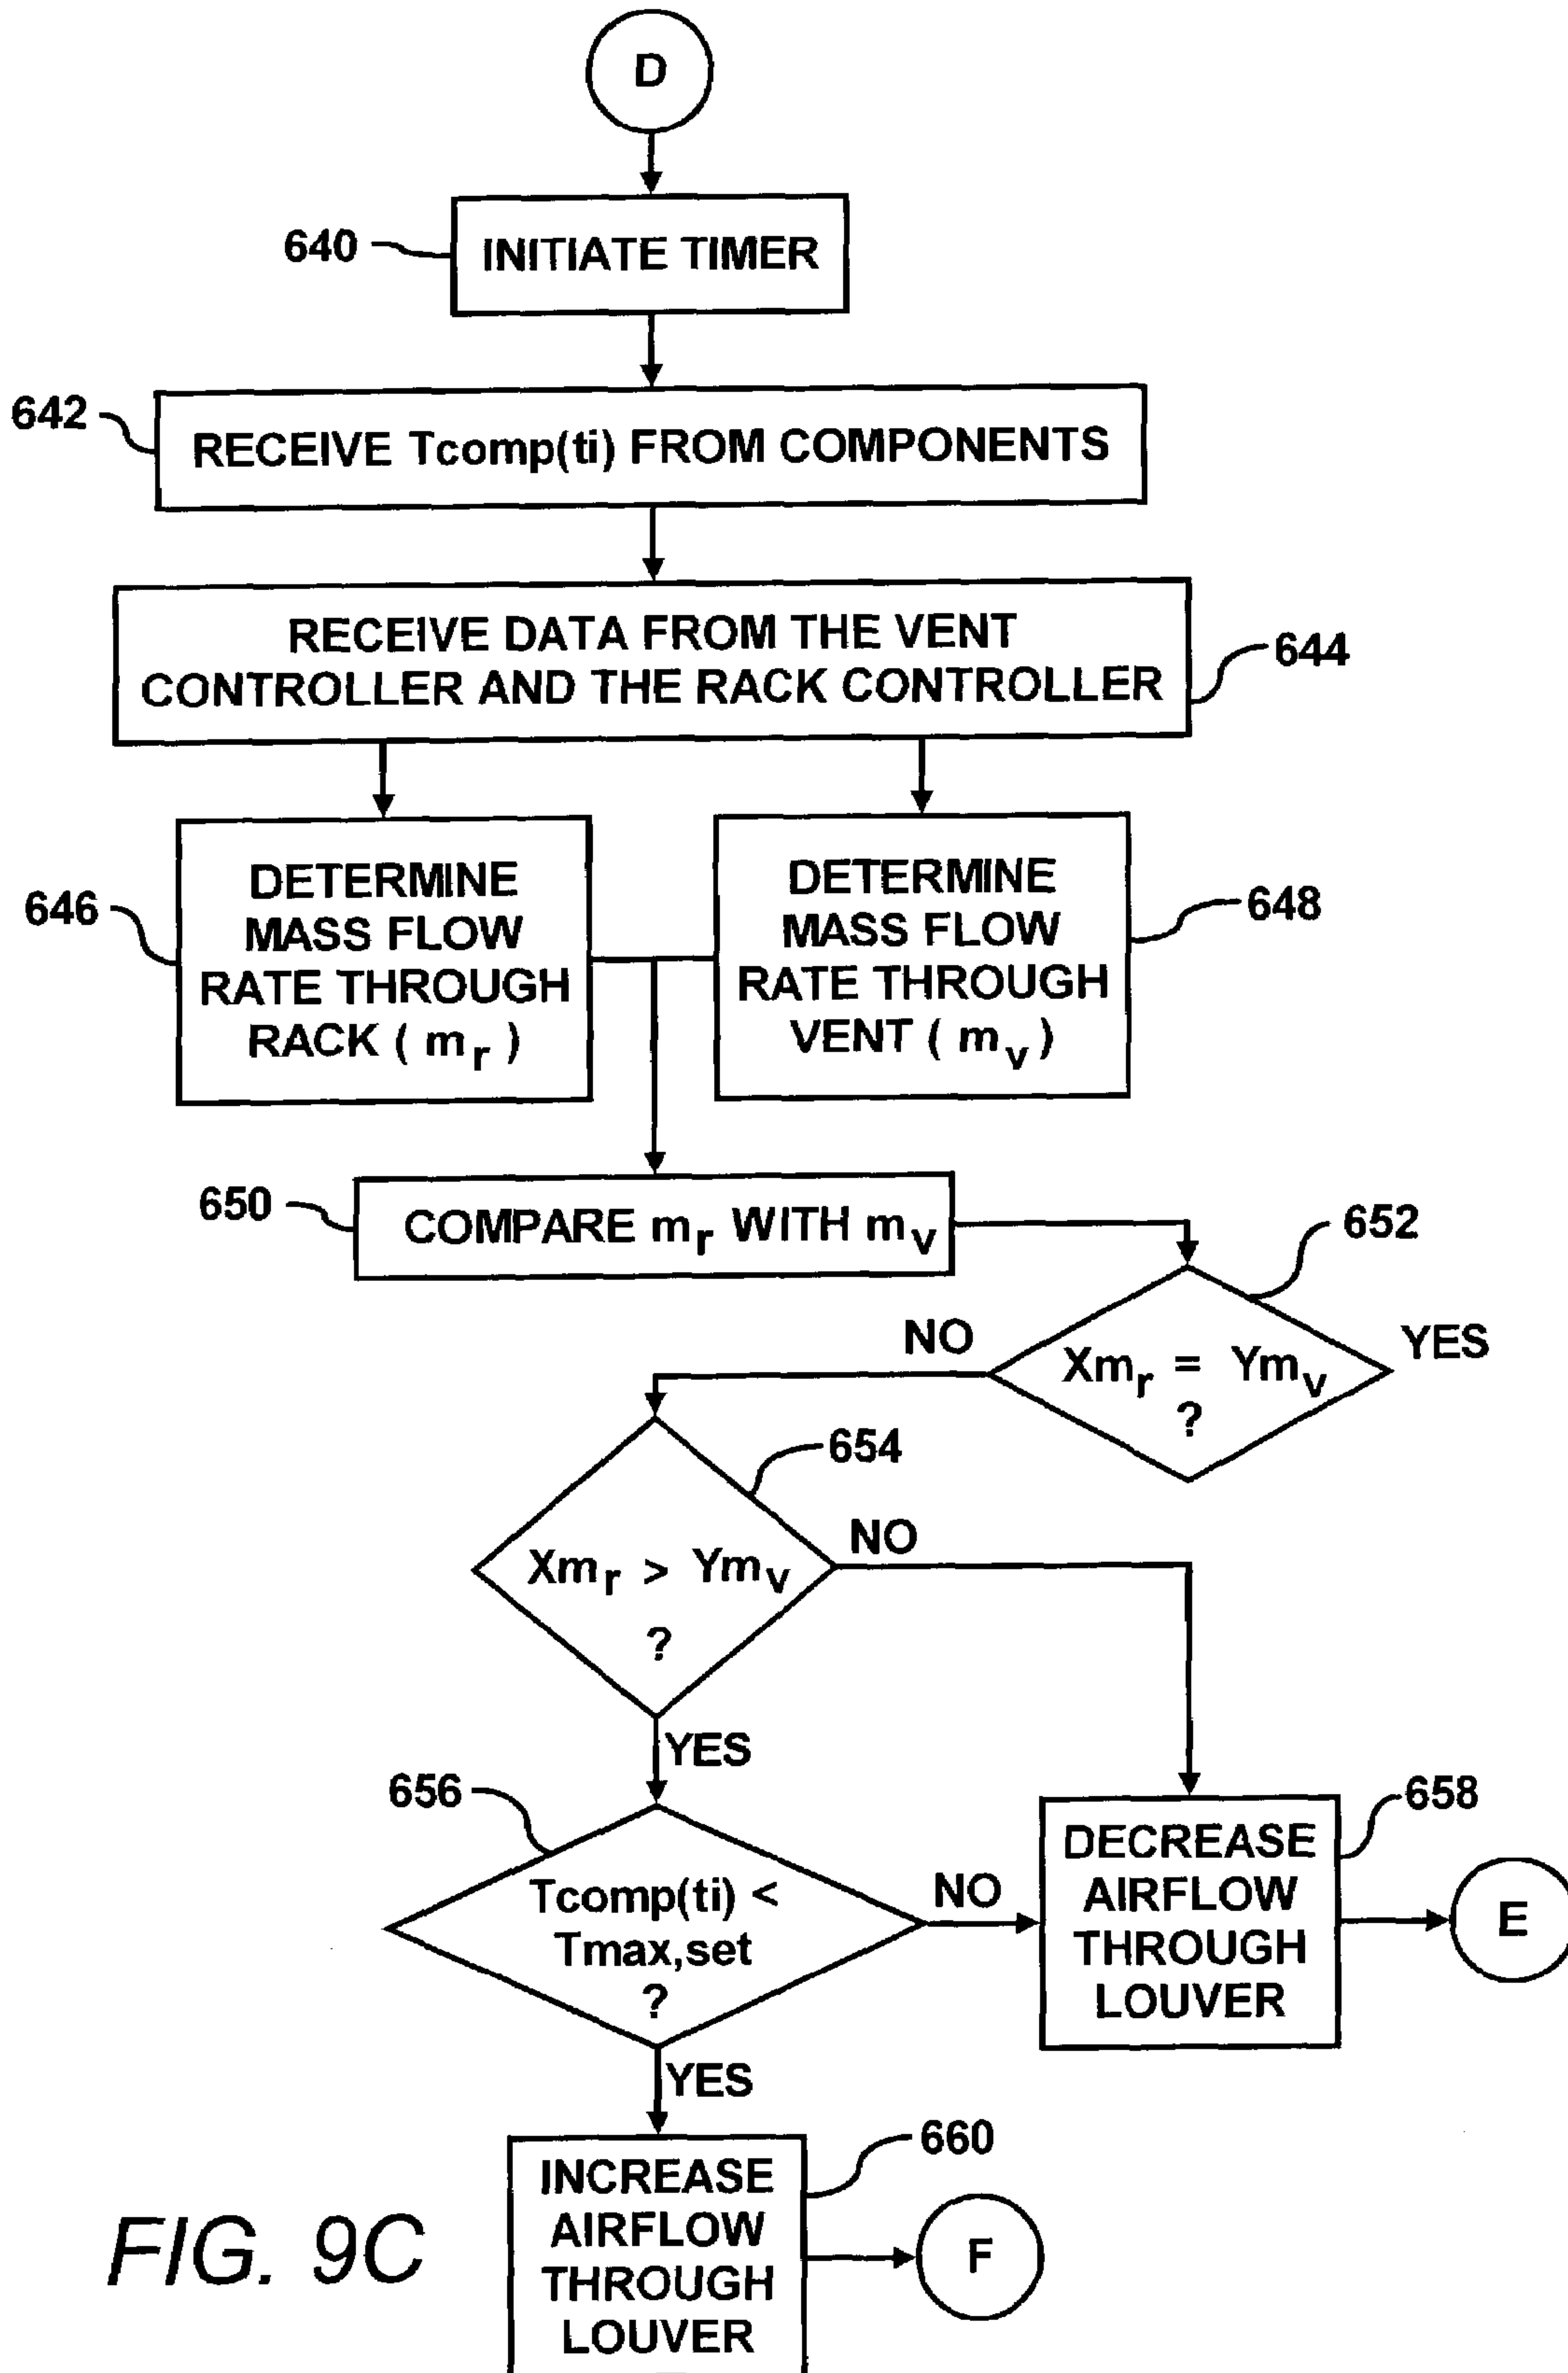 D
640
INITIATE TIMER
642
RECEIVE Tcomp(ti) FROM COMPONENTS
RECEIVE DATA FROM THE VENT
CONTROLLER AND THE RACK CONTROLLER
644
646
DETERMINE
MASS FLOW
RATE THROUGH
RACK ( mr )
DETERMINE
MASS FLOW
RATE THROUGH
VENT ( mv )
648
650
COMPARE mr WITH mv
652
NO
Xmr = Ymv
?
YES
654
Xmr > Ymv
?
NO
YES
656
Tcomp(ti) <
Tmax,set
?
NO
658
DECREASE
AIRFLOW
THROUGH
LOUVER
E
YES
660
INCREASE
AIRFLOW
THROUGH
LOUVER
F
FIG. 9C